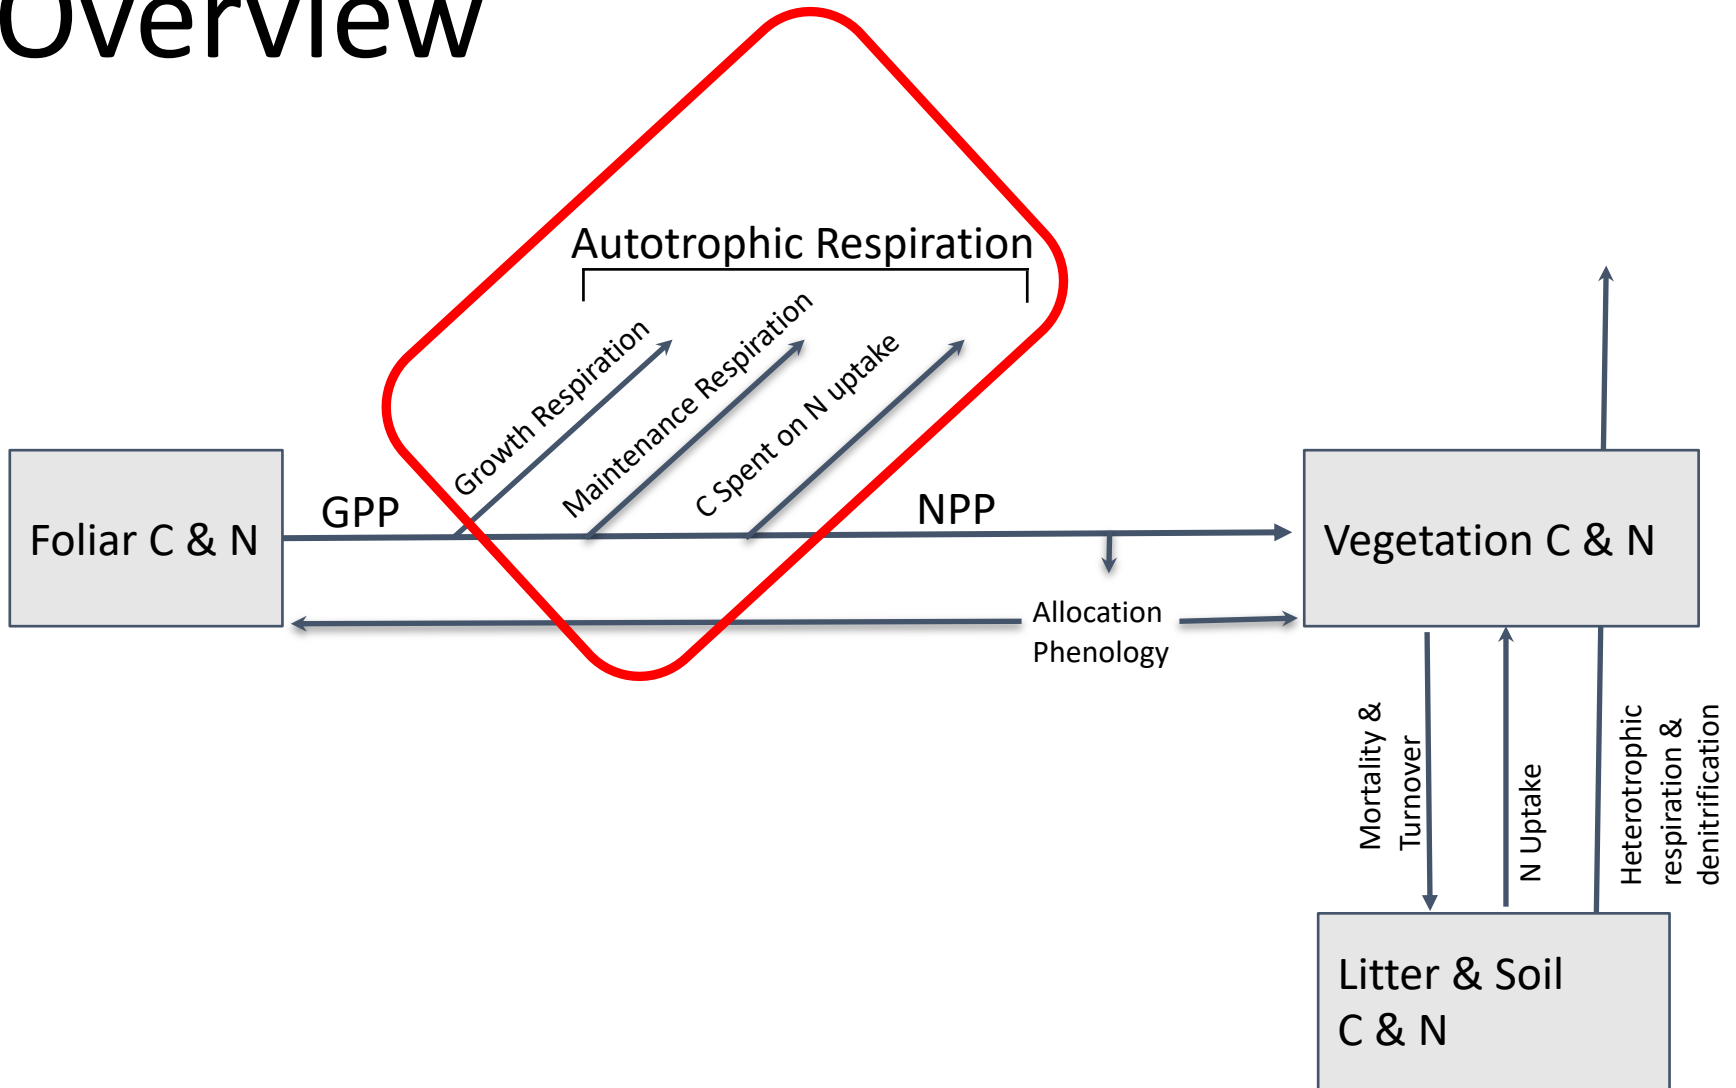 Overview
Autotrophic Respiration
Growth Respiration
Maintenance Respiration
C Spent on N uptake
Foliar C & N
GPP
NPP
Vegetation C & N
Allocation
Phenology
Mortality &
Turnover
N Uptake
Heterotrophic
respiration &
denitrification
Litter & Soil
C & N